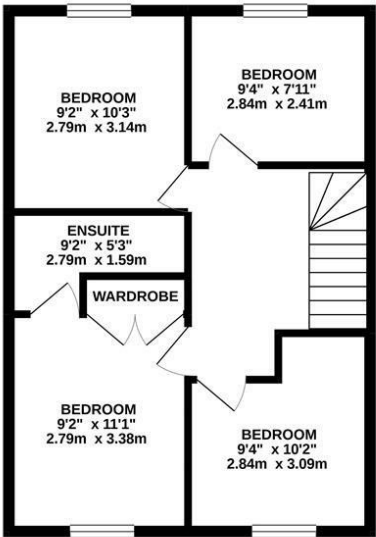 BEDROOM
9'2" x 10'3"
2.79m x 3.14m
BEDROOM
9'4" x 7'11"
2.84m x 2.41m
ENSUITE
9'2" x 5'3"
2.79m x 1.59m
WARDROBE
BEDROOM
9'2" x 11'1"
2.79m x 3.38m
BEDROOM
9'4" x 10'2"
2.84m x 3.09m